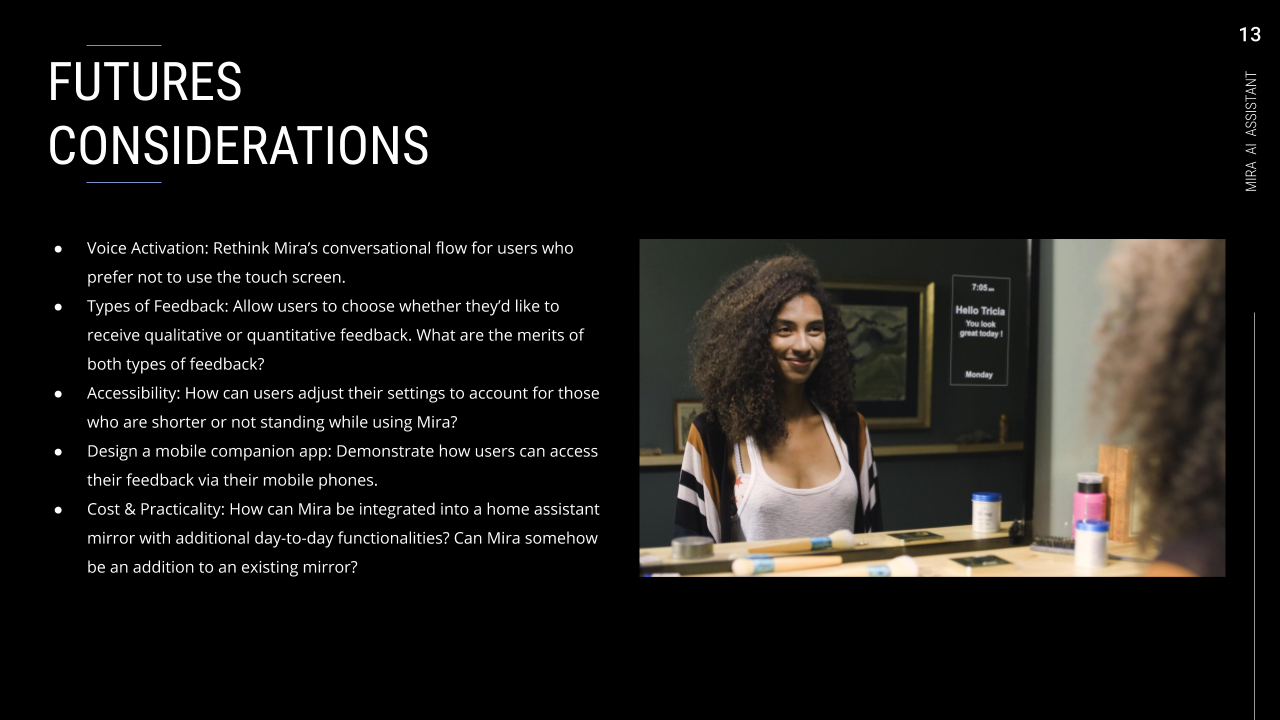 13
MIRA AI ASSISTANT
FUTURES
CONSIDERATIONS
● Voice Activation: Rethink Mira’s conversational flow for users who
prefer not to use the touch screen.
● Types of Feedback: Allow users to choose whether they’d like to
receive qualitative or quantitative feedback. What are the merits of
both types of feedback?
● Accessibility: How can users adjust their settings to account for those
who are shorter or not standing while using Mira?
● Design a mobile companion app: Demonstrate how users can access
their feedback via their mobile phones.
● Cost & Practicality: How can Mira be integrated into a home assistant
mirror with additional day-to-day functionalities? Can Mira somehow
be an addition to an existing mirror?
7:05 am
Hello Tricia
You look
great today !
Monday